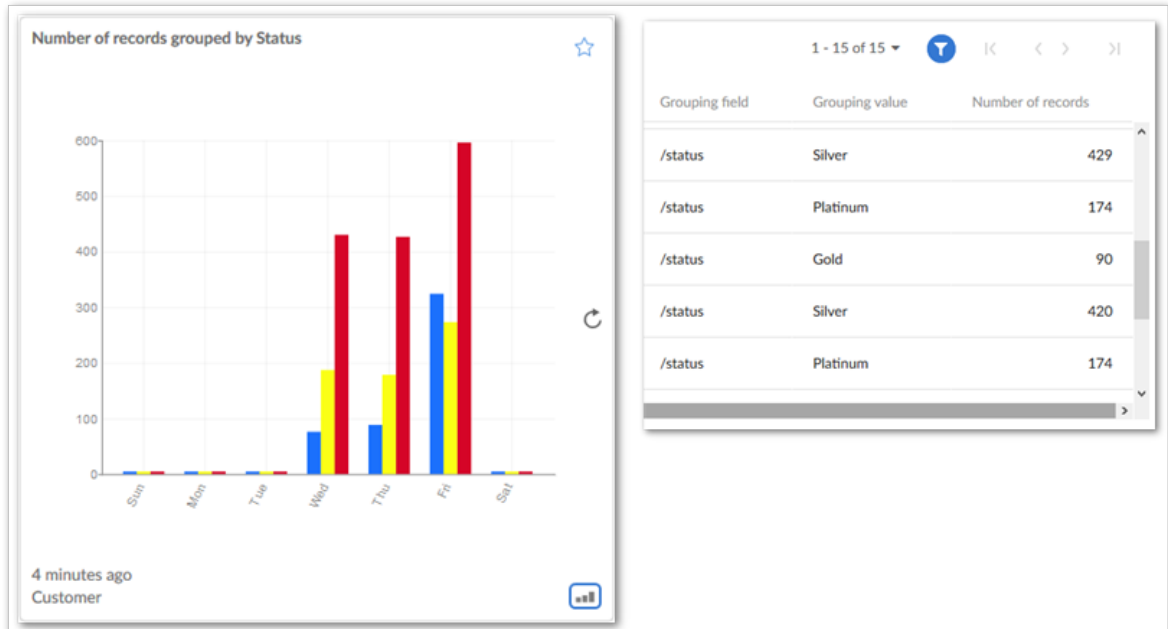 Number of records grouped by Status
600
500
400
300
200
100
0
Sun Mon Tue Wed Thu Fri Sat
4 minutes ago
Customer
1 - 15 of 15
Grouping field Grouping value Number of records
/status Silver 429
/status Platinum 174
/status Gold 90
/status Silver 420
/status Platinum 174